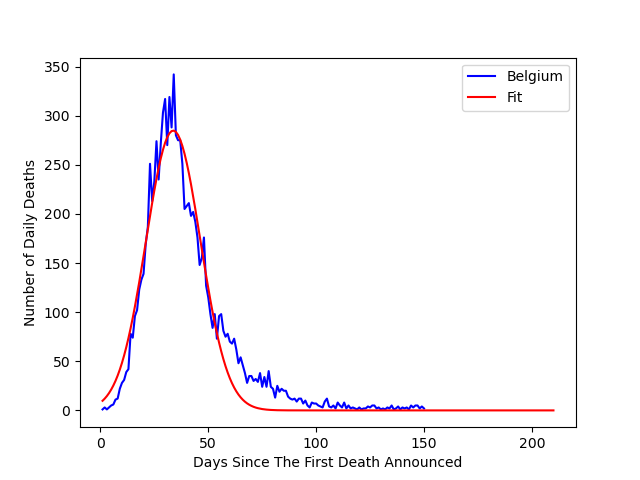 Belgium
Fit
350
300
250
200
150
100
50
0
Number of Daily Deaths
0 50 100 150 200
Days Since The First Death Announced